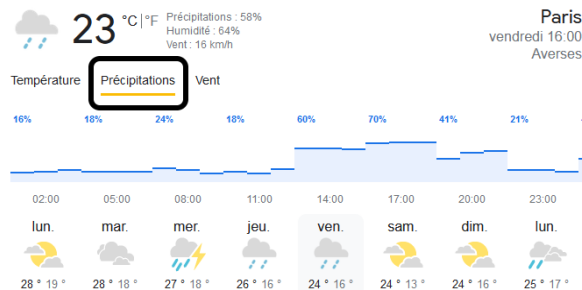 23 °C | °F
Précipitations : 58%
Humidité : 64%
Vent : 16 km/h
Paris
vendredi 16:00
Averses
Température Précipitations Vent
16% 18% 24% 18% 60% 70% 41% 21%
02:00 05:00 08:00 11:00 14:00 17:00 20:00 23:00
lun. mar. mer. jeu. ven. sam. dim. lun.
28 ° 19 ° 28 ° 18 ° 27 ° 18 ° 26 ° 16 ° 24 ° 16 ° 24 ° 13 ° 24 ° 16 ° 25 ° 17 °